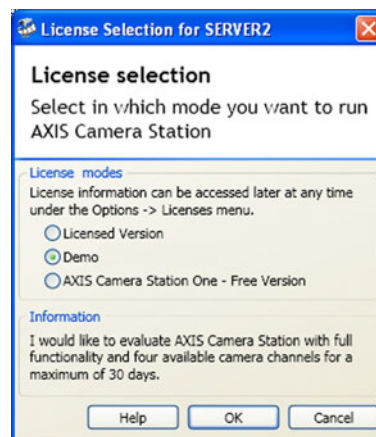 License Selection for SERVER2
License selection
Select in which mode you want to run
AXIS Camera Station
License modes
License information can be accessed later at any time
under the Options -> Licenses menu.
Licensed Version
Demo
AXIS Camera Station One - Free Version
Information
I would like to evaluate AXIS Camera Station with full
functionality and four available camera channels for a
maximum of 30 days.
Help OK Cancel